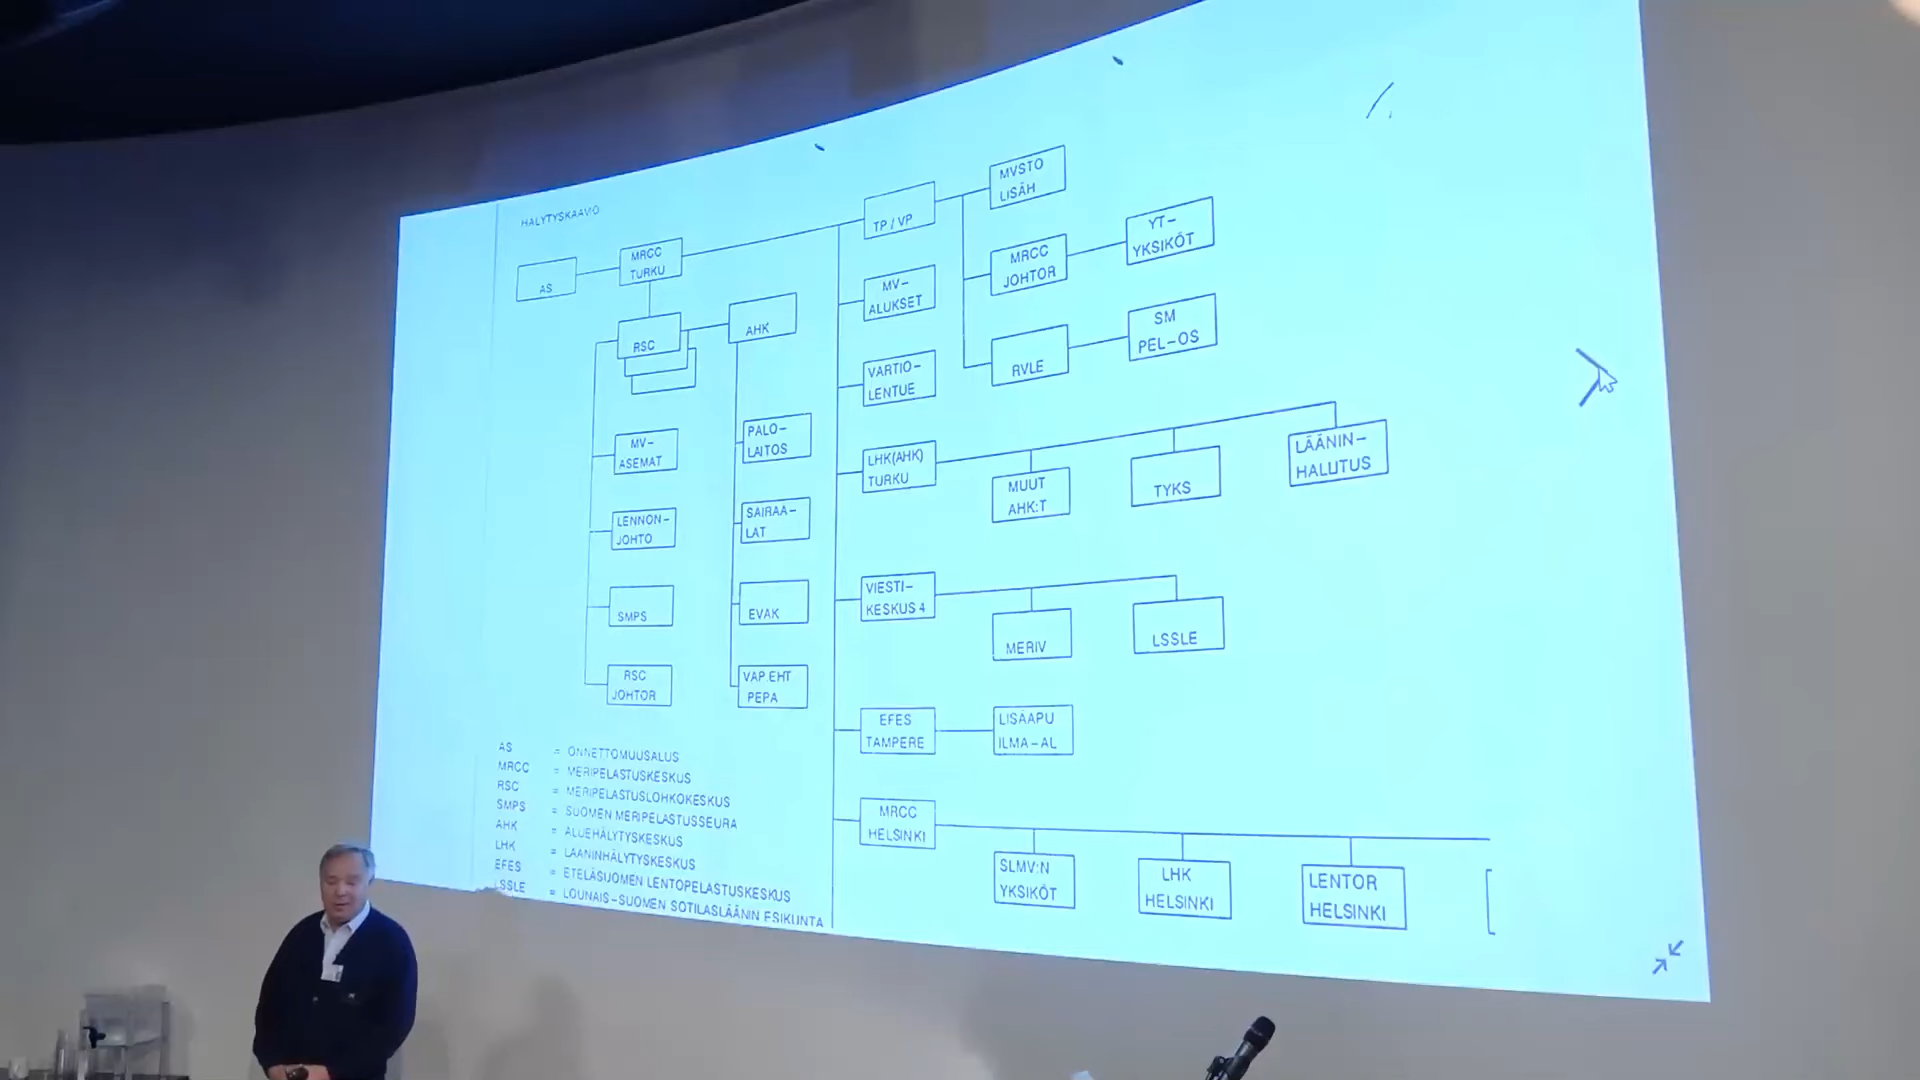 HÄLYTYSKAAVIO
AS
MRCC
TURKU
RSC
AHK
MV-
ASEMAT
LENNON-
JOHTO
SMPS
RSC
JOHTOR
PALO-
LAITOS
SAIRAA-
LAT
EVAK
VAP.EHT
PEPA
TP / VP
MV-
ALUKSET
VARTIO-
LENTUE
LHK(AHK)
TURKU
VIESTI-
KESKUS 4
EFES
TAMPERE
MRCC
HELSINKI
MVSTO
LISÄH
MRCC
JOHTOR
YT-
YKSIKÖT
RVLE
SM
PEL-OS
MUUT
AHK:T
TYKS
LÄÄNIN-
HALLITUS
MERIV
LSSLE
LISÄAPU
ILMA-AL
SLMV:N
YKSIKÖT
LHK
HELSINKI
LENTOR
HELSINKI
AS = ONNETTOMUUSALUS
MRCC = MERIPELASTUSKESKUS
RSC = MERIPELASTUSLOHKOKESKUS
SMPS = SUOMEN MERIPELASTUSSEURA
AHK = ALUEHÄLYTYSKESKUS
LHK = LÄÄNINHÄLYTYSKESKUS
EFES = ETELÄSUOMEN LENTOPELASTUSKESKUS
LSSLE = LOUNAIS-SUOMEN SOTILASLÄÄNIN ESIKUNTA